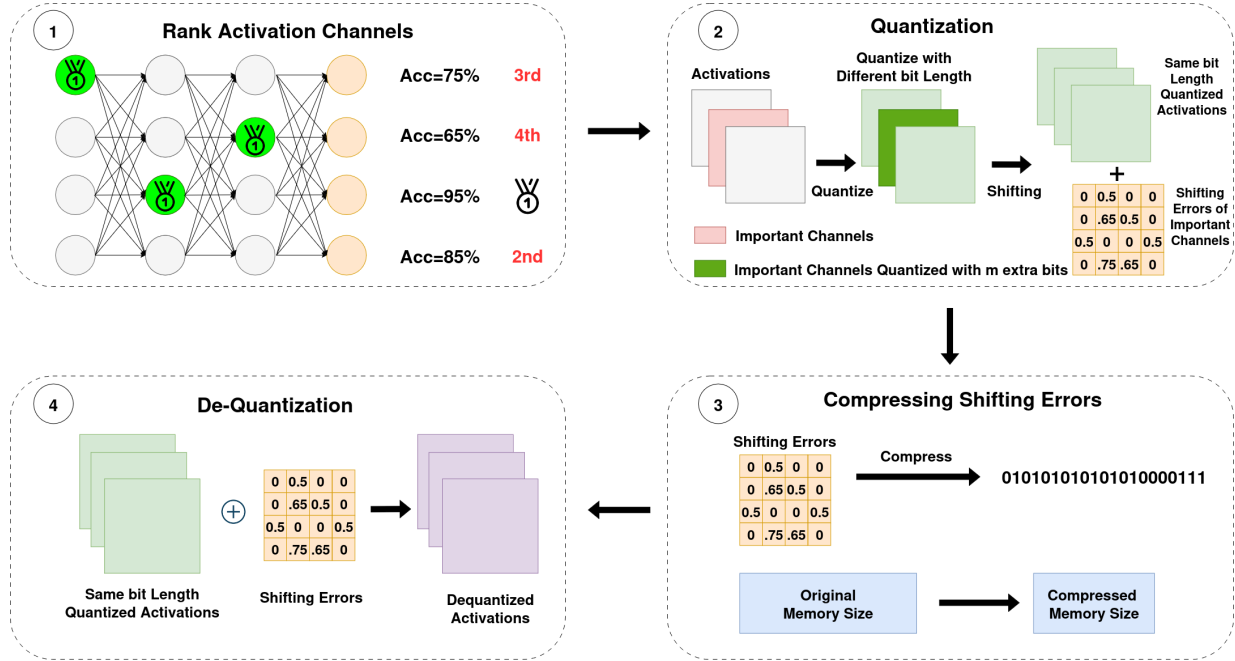 1
Rank Activation Channels
1
1
1
Acc=75% 3rd
Acc=65% 4th
Acc=95% 1
Acc=85% 2nd
2
Quantization
Activations
Quantize with
Different bit Length
Same bit
Length
Quantized
Activations
Quantize
Shifting
+
0 0.5 0 0
0 .65 0.5 0
0.5 0 0 0.5
0 .75 .65 0
Shifting
Errors of
Important
Channels
Important Channels
Important Channels Quantized with m extra bits
3
Compressing Shifting Errors
Shifting Errors
0 0.5 0 0
0 .65 0.5 0
0.5 0 0 0.5
0 .75 .65 0
Compress
010101010101010000111
Original
Memory Size
Compressed
Memory Size
4
De-Quantization
+
0 0.5 0 0
0 .65 0.5 0
0.5 0 0 0.5
0 .75 .65 0
Same bit Length
Quantized Activations
Shifting Errors
Dequantized
Activations